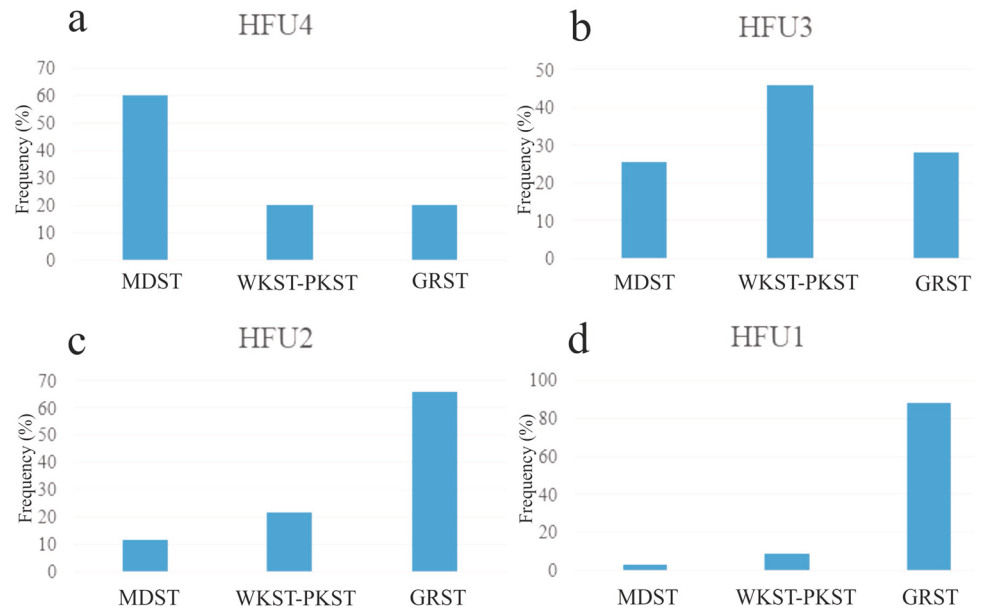 a
HFU4
Frequency (%)
70
60
50
40
30
20
10
0
MDST WKST-PKST GRST
b
HFU3
Frequency (%)
50
40
30
20
10
0
MDST WKST-PKST GRST
c
HFU2
Frequency (%)
70
60
50
40
30
20
10
0
MDST WKST-PKST GRST
d
HFU1
Frequency (%)
100
80
60
40
20
0
MDST WKST-PKST GRST